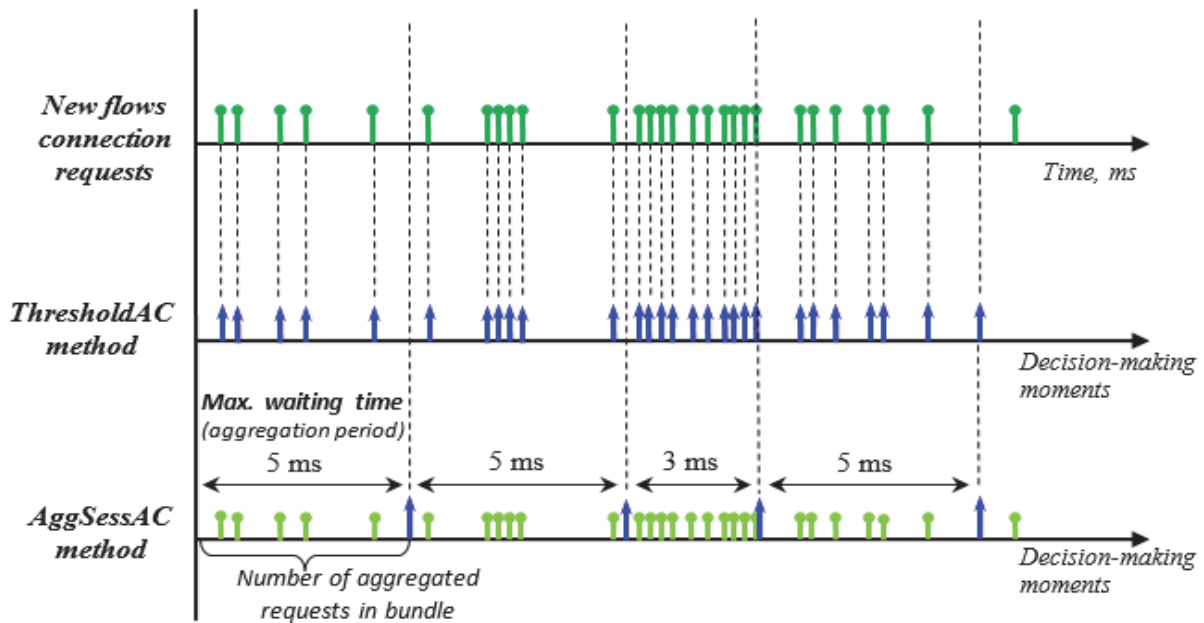 New flows
connection
requests
Time, ms
ThresholdAC
method
Decision-making
moments
Max. waiting time
(aggregation period)
5 ms
5 ms
3 ms
5 ms
AggSessAC
method
Decision-making
moments
Number of aggregated
requests in bundle